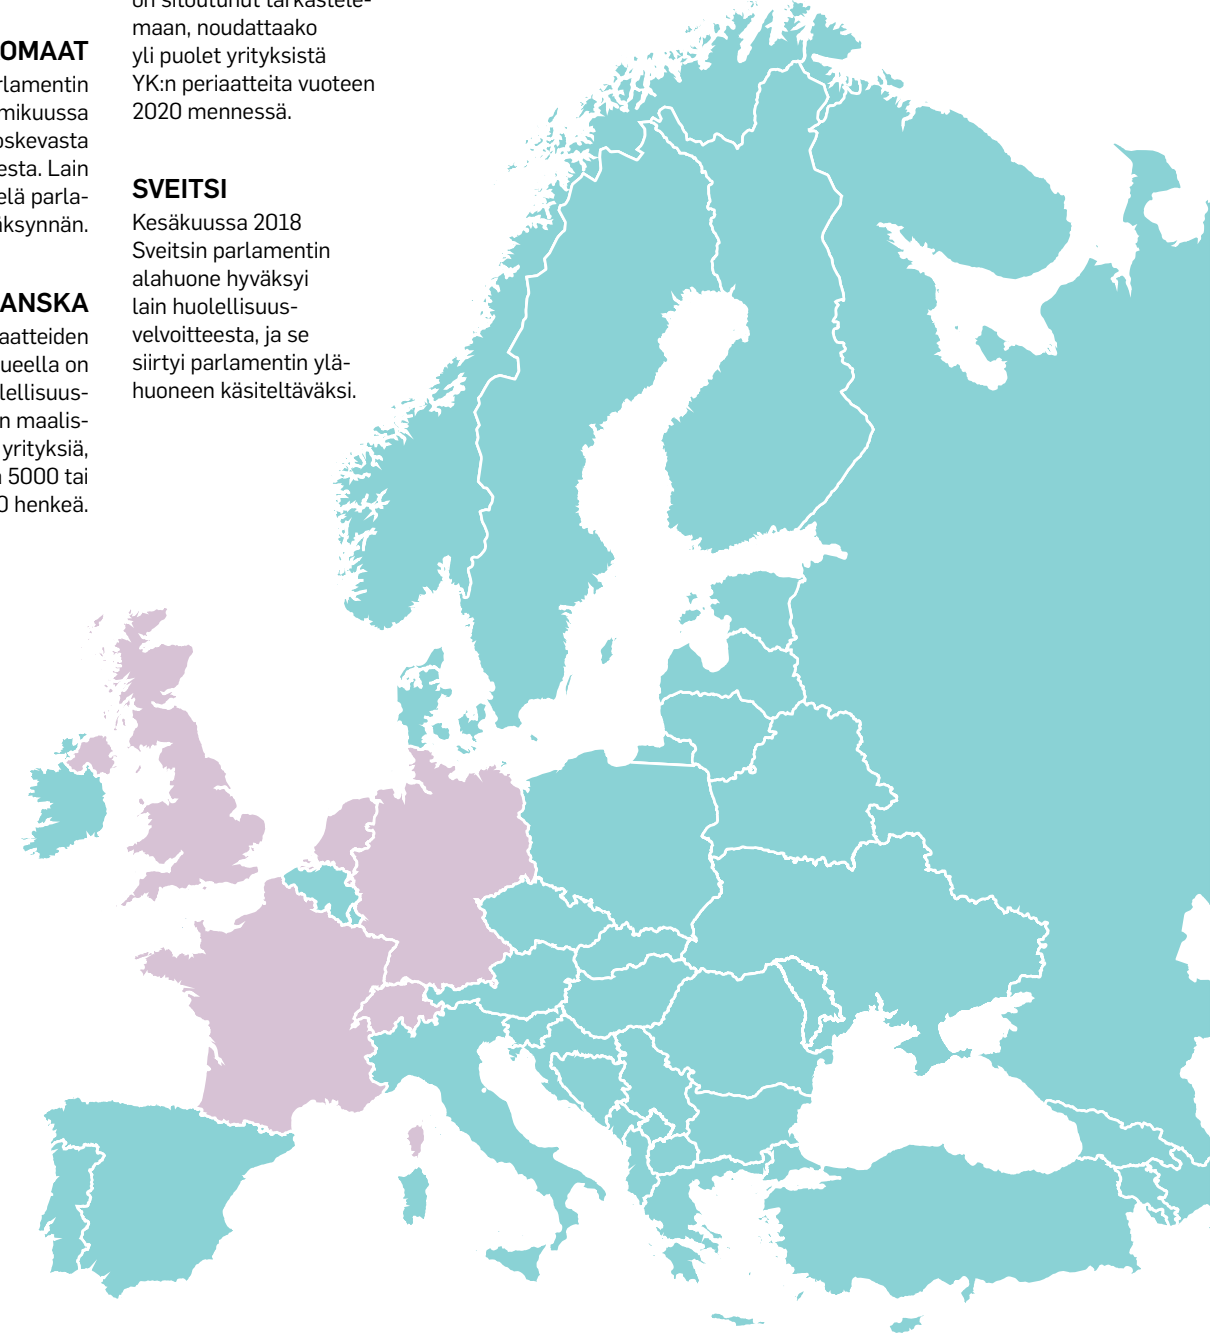 OMAAT
rlamentin
mikuussa
oskevasta
esta. Lain
elä parla-
äksynnän.
ANSKA
aatteiden
ueella on
lellisuus-
n maalis-
yrityksiä,
5000 tai
0 henkeä.
maan, noudattaako
yli puolet yrityksistä
YK:n periaatteita vuoteen
2020 mennessä.
SVEITSI
Kesäkuussa 2018
Sveitsin parlamentin
alahuone hyväksyi
lain huolellisuus-
velvoitteesta, ja se
siirtyi parlamentin ylä-
huoneen käsiteltäväksi.